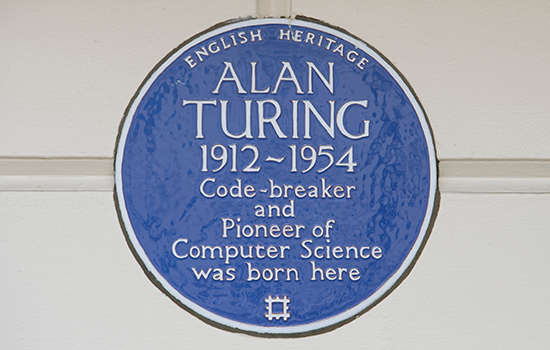 ENGLISH HERITAGE
ALAN
TURING
1912~1954
Code-breaker
and
Pioneer of
Computer Science
was born here